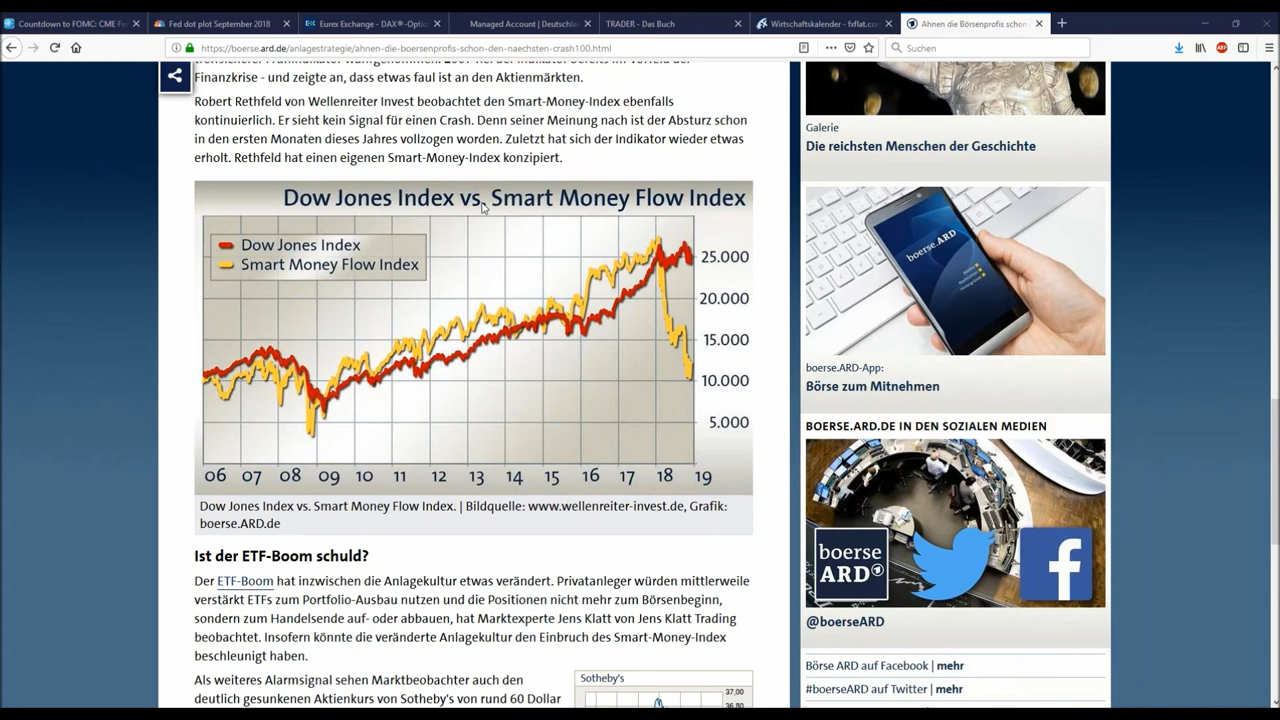 Countdown to FOMC: CME Fe
Fed dot plot September 2018
Eurex Exchange - DAX®-Optic
Managed Account | Deutschla
TRADER - Das Buch
Wirtschaftskalender - fxflat.con
Ahnen die Börsenprofis schon
https://boerse.ard.de/anlagestrategie/ahnen-die-boersenprofis-schon-den-naechsten-crash100.html
Suchen
ABP
Finanzkrise - und zeigte an, dass etwas faul ist an den Aktienmärkten.
Robert Rethfeld von Wellenreiter Invest beobachtet den Smart-Money-Index ebenfalls
kontinuierlich. Er sieht kein Signal für einen Crash. Denn seiner Meinung nach ist der Absturz schon
in den ersten Monaten dieses Jahres vollzogen worden. Zuletzt hat sich der Indikator wieder etwas
erholt. Rethfeld hat einen eigenen Smart-Money-Index konzipiert.
Dow Jones Index vs. Smart Money Flow Index
Dow Jones Index
Smart Money Flow Index
25.000
20.000
15.000
10.000
5.000
06 07 08 09 10 11 12 13 14 15 16 17 18 19
Dow Jones Index vs. Smart Money Flow Index. | Bildquelle: www.wellenreiter-invest.de, Grafik:
boerse.ARD.de
Ist der ETF-Boom schuld?
Der ETF-Boom hat inzwischen die Anlagekultur etwas verändert. Privatanleger würden mittlerweile
verstärkt ETFs zum Portfolio-Ausbau nutzen und die Positionen nicht mehr zum Börsenbeginn,
sondern zum Handelsende auf- oder abbauen, hat Marktexperte Jens Klatt von Jens Klatt Trading
beobachtet. Insofern könnte die veränderte Anlagekultur den Einbruch des Smart-Money-Index
beschleunigt haben.
Als weiteres Alarmsignal sehen Marktbeobachter auch den
deutlich gesunkenen Aktienkurs von Sotheby's von rund 60 Dollar
Sotheby's
37,00
36,80
Galerie
Die reichsten Menschen der Geschichte
boerse.ARD
boerse.ARD-App:
Börse zum Mitnehmen
BOERSE.ARD.DE IN DEN SOZIALEN MEDIEN
boerse
ARD
@boerseARD
Börse ARD auf Facebook | mehr
#boerseARD auf Twitter | mehr